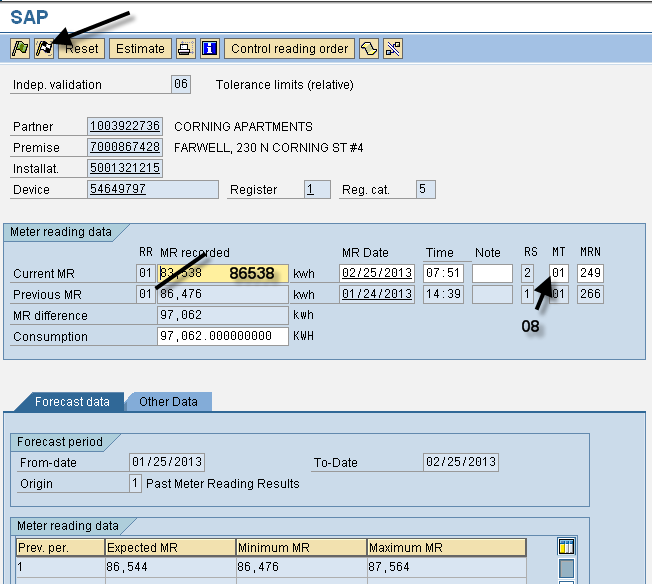 SAP
Reset Estimate Control reading order
Indep. validation 06 Tolerance limits (relative)
Partner 1003922736 CORNING APARTMENTS
Premise 7000867428 FARWELL, 230 N CORNING ST #4
Installat. 5001321215
Device 54649797 Register 1 Reg. cat. 5
Meter reading data
RR MR recorded MR Date Time Note RS MT MRN
Current MR 01 83,538 86538 kwh 02/25/2013 07:51 2 01 249
Previous MR 01 86,476 kwh 01/24/2013 14:39 1 01 266
MR difference 97,062 kwh
08
Consumption 97,062.000000000 KWH
Forecast data Other Data
Forecast period
From-date 01/25/2013 To-Date 02/25/2013
Origin 1 Past Meter Reading Results
Meter reading data
Prev. per. Expected MR Minimum MR Maximum MR
1 86,544 86,476 87,564